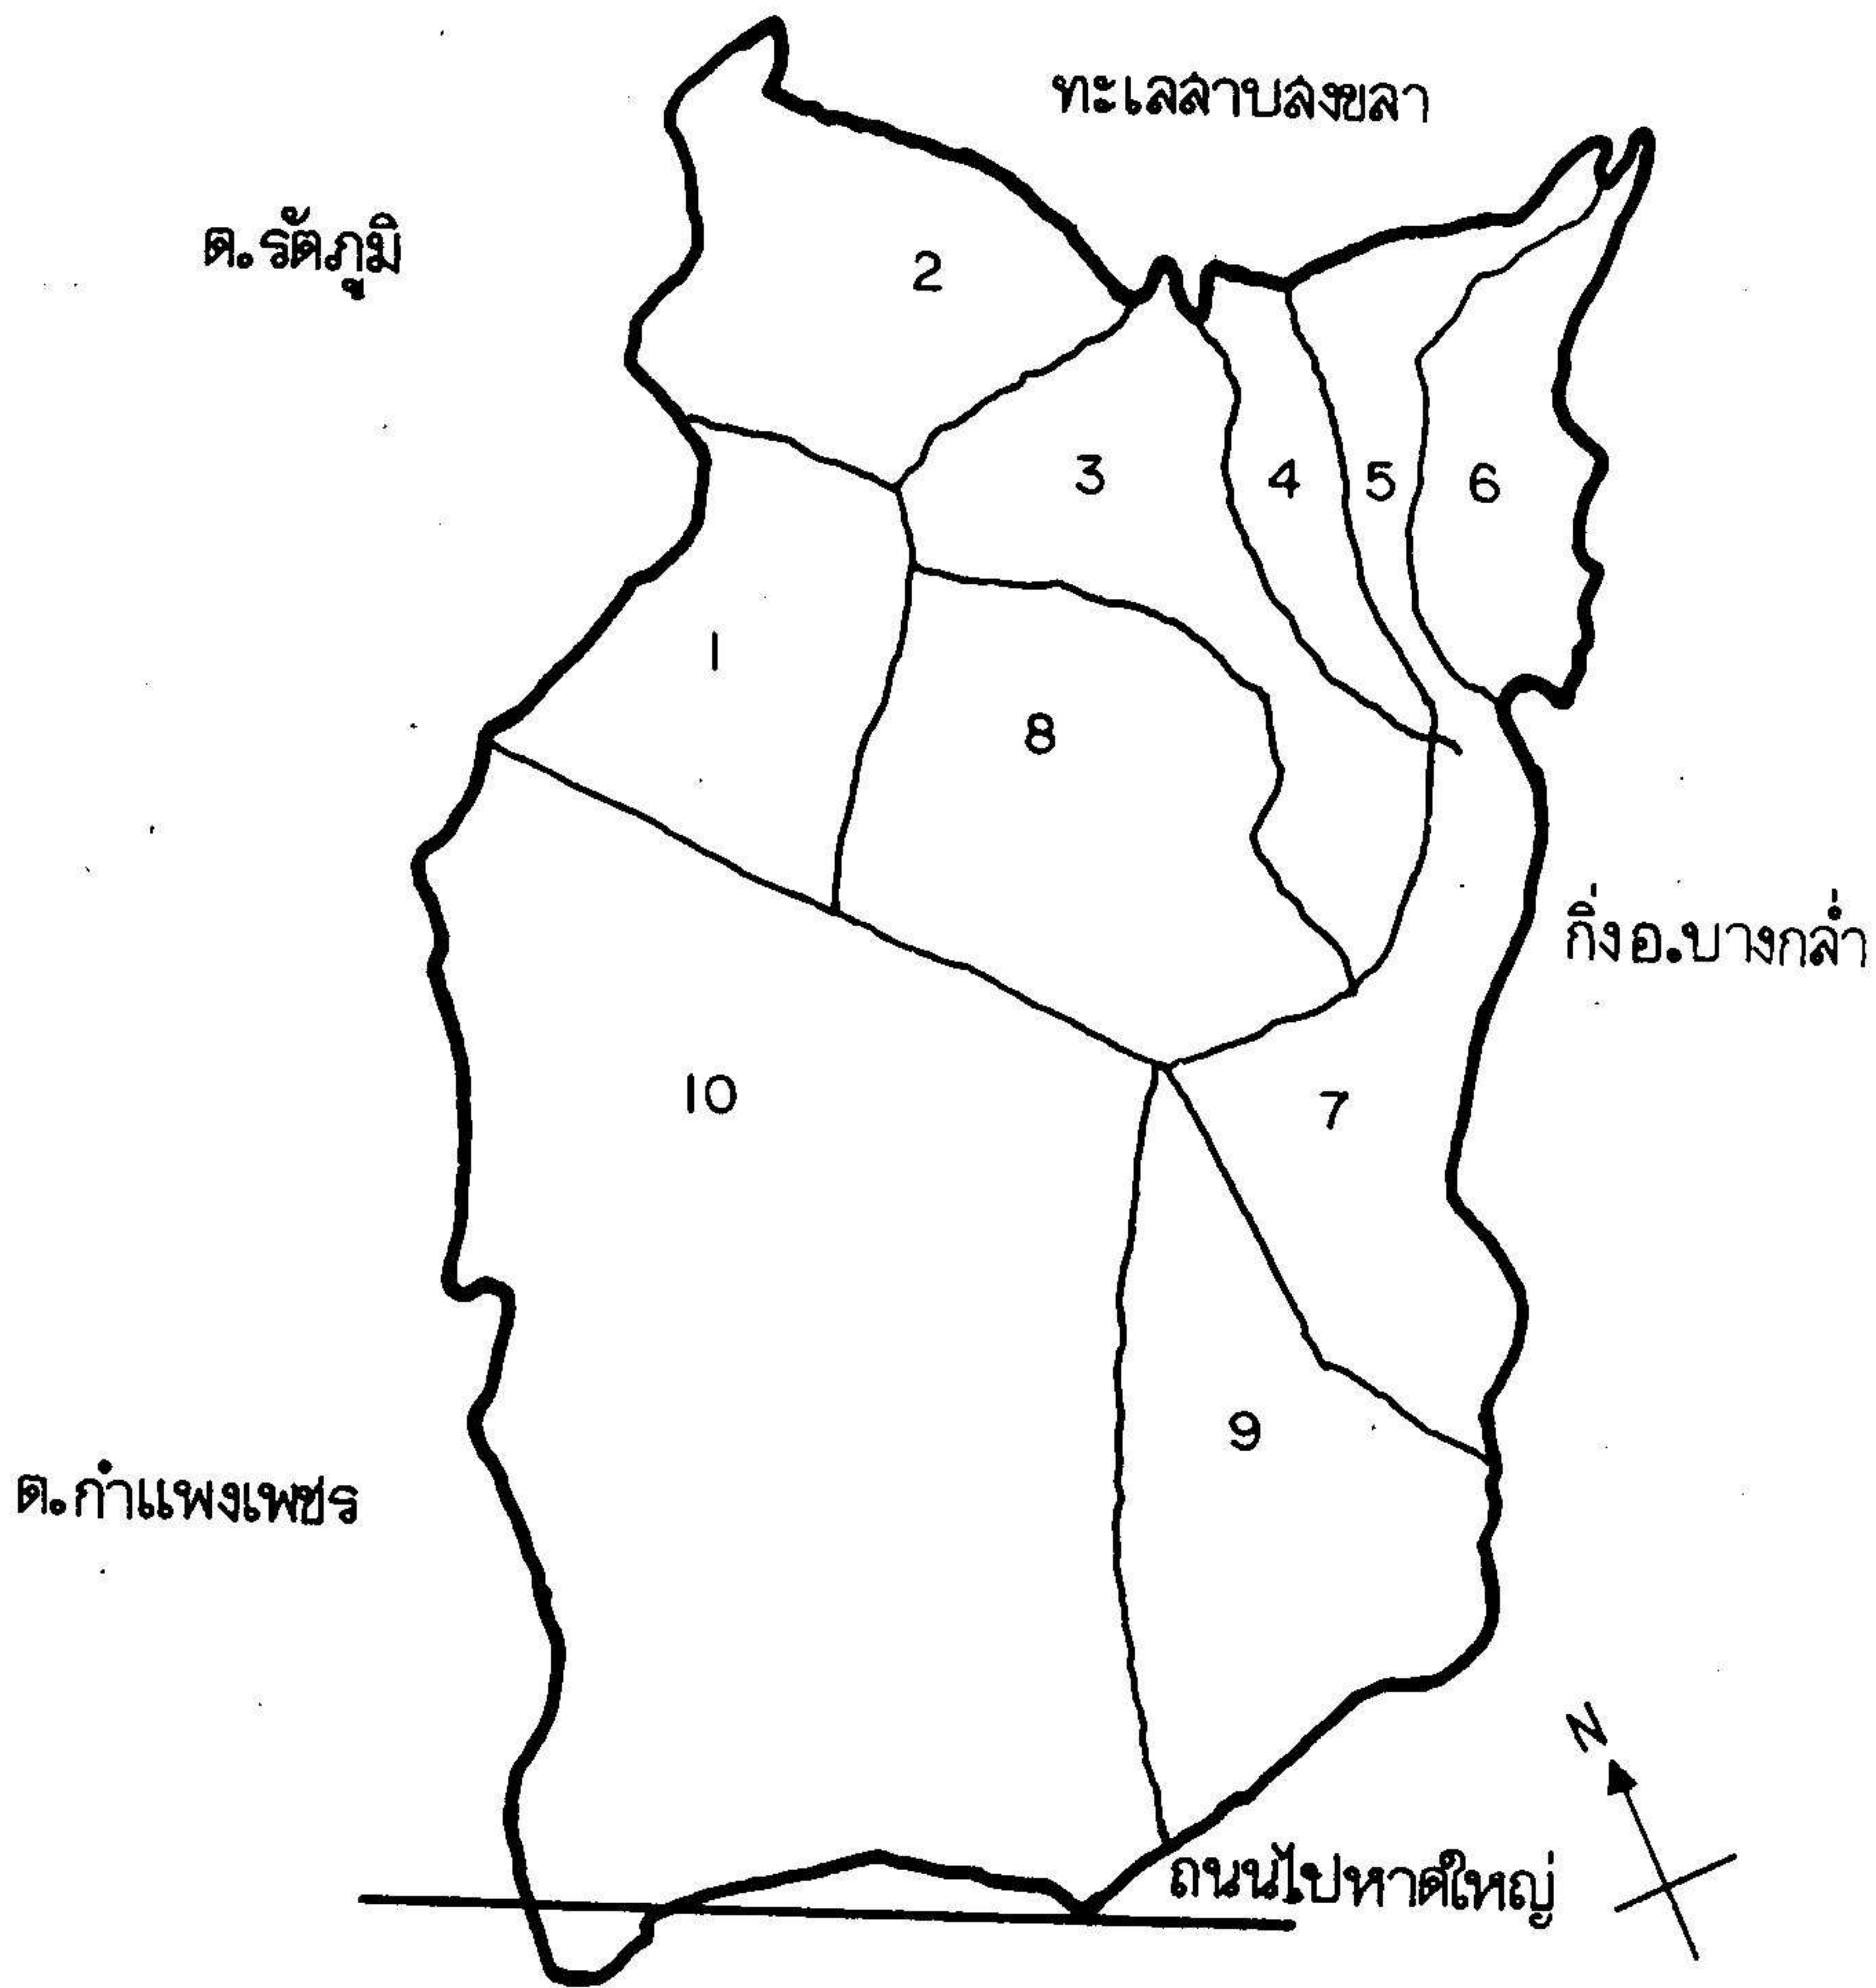 ทะเลสาบสงขลา
ต.รัตภูมิ
2
3
4
5
6
1
8
กิ่งอ.บางกล่ำ
10
7
9
ต.กำแพงเพชร
N
ถนนไปหาดใหญ่